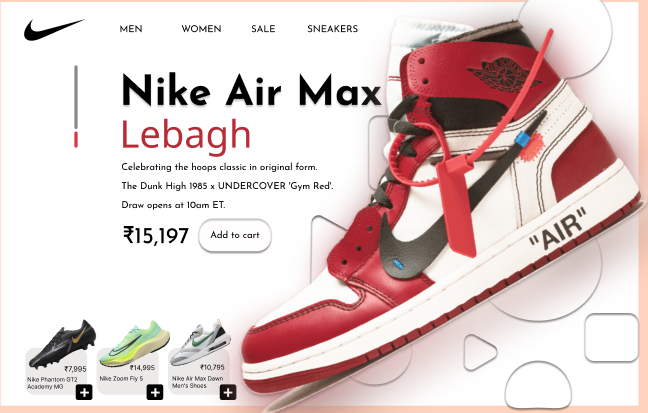 MEN WOMEN SALE SNEAKERS
Nike Air Max
Lebagh
Celebrating the hoops classic in original form.
The Dunk High 1985 x UNDERCOVER 'Gym Red'.
Draw opens at 10am ET.
₹15,197 Add to cart
"AIR"
₹7,995
Nike Phantom GT2
Academy MG
+
₹14,995
Nike Zoom Fly 5
+
₹10,795
Nike Air Max Dawn
Men's Shoes
+